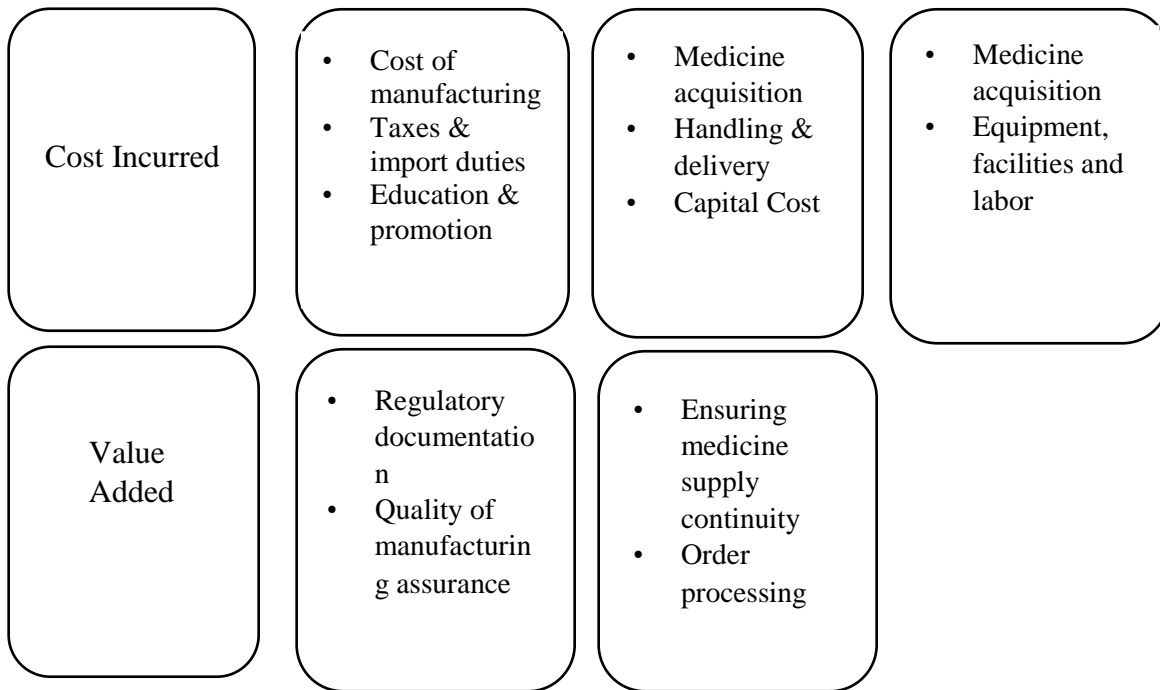 Cost Incurred
• Cost of
manufacturing
• Taxes &
import duties
• Education &
promotion
• Medicine
acquisition
• Handling &
delivery
• Capital Cost
• Medicine
acquisition
• Equipment,
facilities and
labor
Value
Added
• Regulatory
documentatio
n
• Quality of
manufacturin
g assurance
• Ensuring
medicine
supply
continuity
• Order
processing